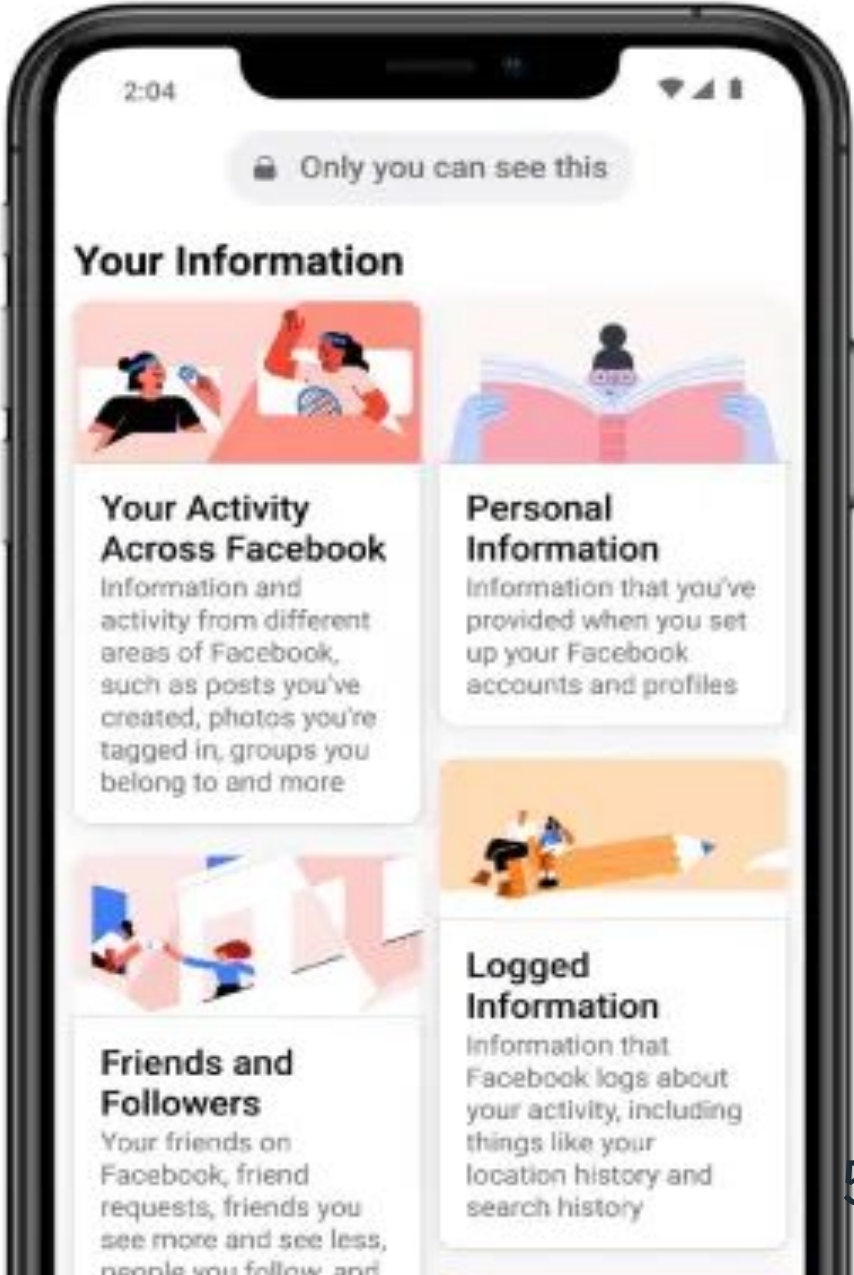 2:04
Only you can see this
Your Information
Your Activity
Across Facebook
Information and
activity from different
areas of Facebook,
such as posts you've
created, photos you're
tagged in, groups you
belong to and more
Personal
Information
Information that you've
provided when you set
up your Facebook
accounts and profiles
Friends and
Followers
Your friends on
Facebook, friend
requests, friends you
see more and see less,
people you follow, and
Logged
Information
Information that
Facebook logs about
your activity, including
things like your
location history and
search history